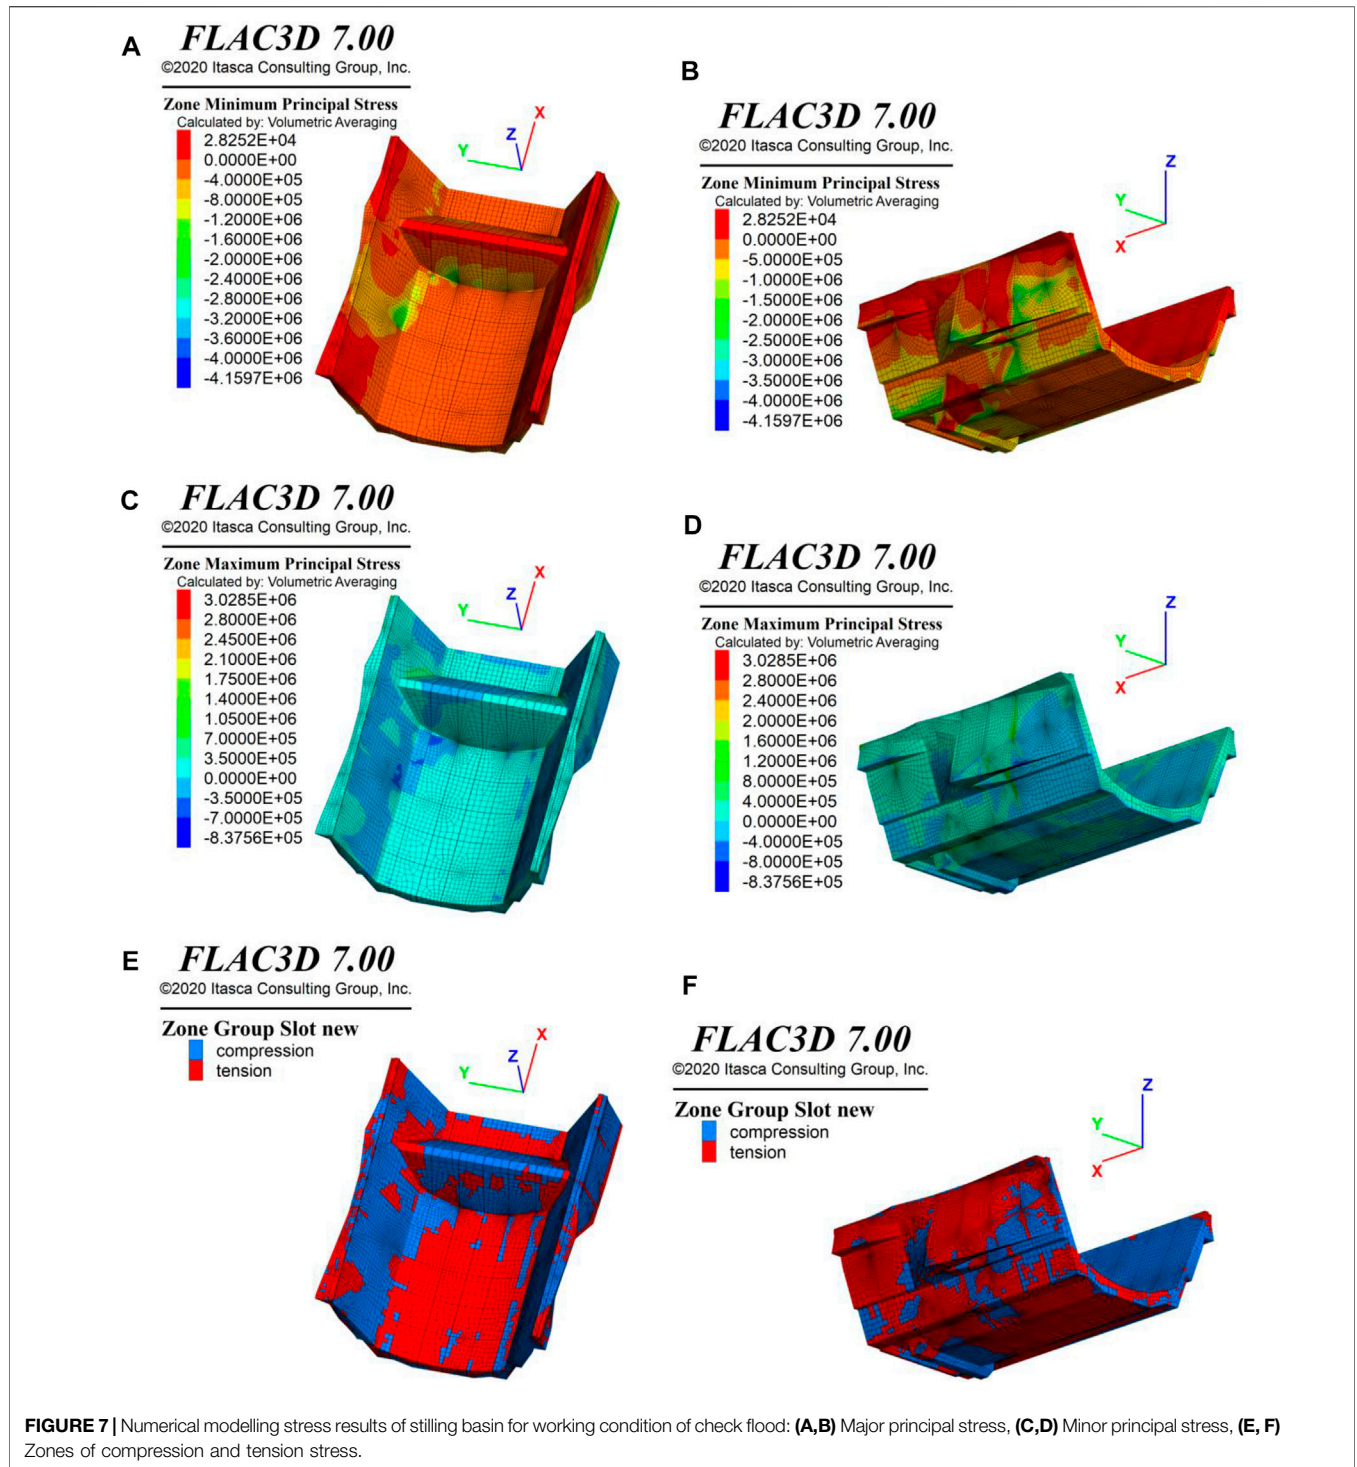 A
FLAC3D 7.00
©2020 Itasca Consulting Group, Inc.
Zone Minimum Principal Stress
Calculated by: Volumetric Averaging
2.8252E+04
0.0000E+00
-4.0000E+05
-8.0000E+05
-1.2000E+06
-1.6000E+06
-2.0000E+06
-2.4000E+06
-2.8000E+06
-3.2000E+06
-3.6000E+06
-4.0000E+06
-4.1597E+06
X
Z
Y
B
FLAC3D 7.00
©2020 Itasca Consulting Group, Inc.
Zone Minimum Principal Stress
Calculated by: Volumetric Averaging
2.8252E+04
0.0000E+00
-5.0000E+05
-1.0000E+06
-1.5000E+06
-2.0000E+06
-2.5000E+06
-3.0000E+06
-3.5000E+06
-4.0000E+06
-4.1597E+06
Z
Y
X
C
FLAC3D 7.00
©2020 Itasca Consulting Group, Inc.
Zone Maximum Principal Stress
Calculated by: Volumetric Averaging
3.0285E+06
2.8000E+06
2.4500E+06
2.1000E+06
1.7500E+06
1.4000E+06
1.0500E+06
7.0000E+05
3.5000E+05
0.0000E+00
-3.5000E+05
-7.0000E+05
-8.3756E+05
X
Z
Y
D
FLAC3D 7.00
©2020 Itasca Consulting Group, Inc.
Zone Maximum Principal Stress
Calculated by: Volumetric Averaging
3.0285E+06
2.8000E+06
2.4000E+06
2.0000E+06
1.6000E+06
1.2000E+06
8.0000E+05
4.0000E+05
0.0000E+00
-4.0000E+05
-8.0000E+05
-8.3756E+05
Z
Y
X
E
FLAC3D 7.00
©2020 Itasca Consulting Group, Inc.
Zone Group Slot new
compression
tension
X
Z
Y
F
FLAC3D 7.00
©2020 Itasca Consulting Group, Inc.
Zone Group Slot new
compression
tension
Z
Y
X
FIGURE 7 | Numerical modelling stress results of stilling basin for working condition of check flood: (A,B) Major principal stress, (C,D) Minor principal stress, (E, F)
Zones of compression and tension stress.